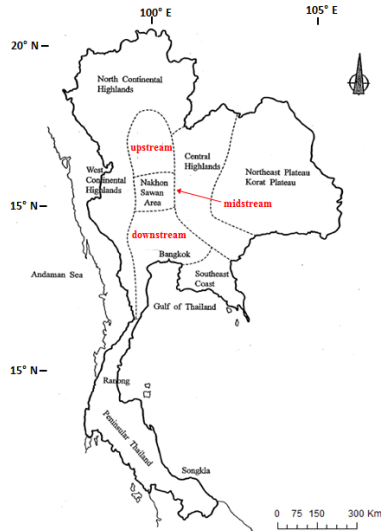 100° E
105° E
20° N
North Continental
Highlands
upstream
Central
Highlands
West
Continental
Highlands
Nakhon
Sawan
Area
Northeast Plateau
Korat Plateau
15° N
midstream
downstream
Bangkok
Andaman Sea
Southeast
Coast
Gulf of Thailand
15° N
Ranong
Peninsular Thailand
Songkla
0 75 150 300 Km